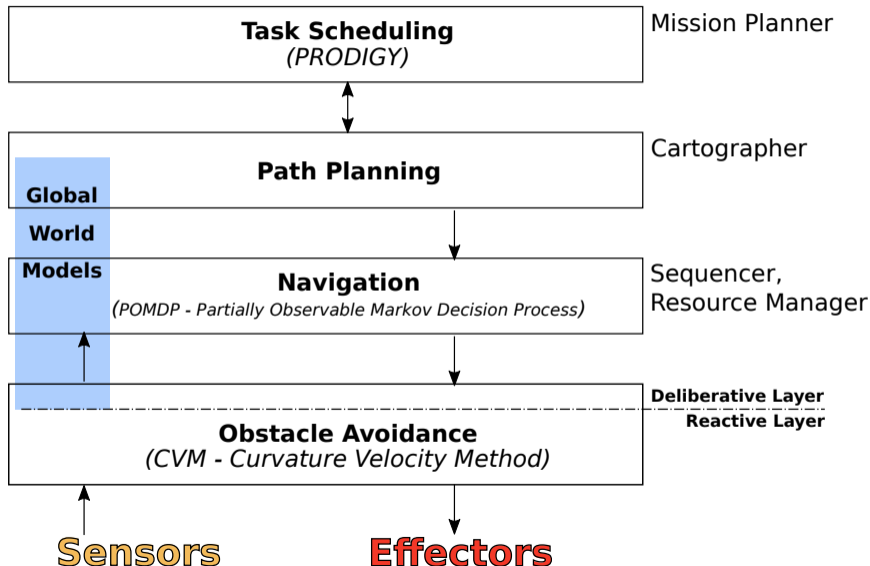 Task Scheduling
(PRODIGY)
Mission Planner
Path Planning
Cartographer
Global
World
Models
Navigation
(POMDP - Partially Observable Markov Decision Process)
Sequencer,
Resource Manager
Deliberative Layer
Reactive Layer
Obstacle Avoidance
(CVM - Curvature Velocity Method)
Sensors
Effectors